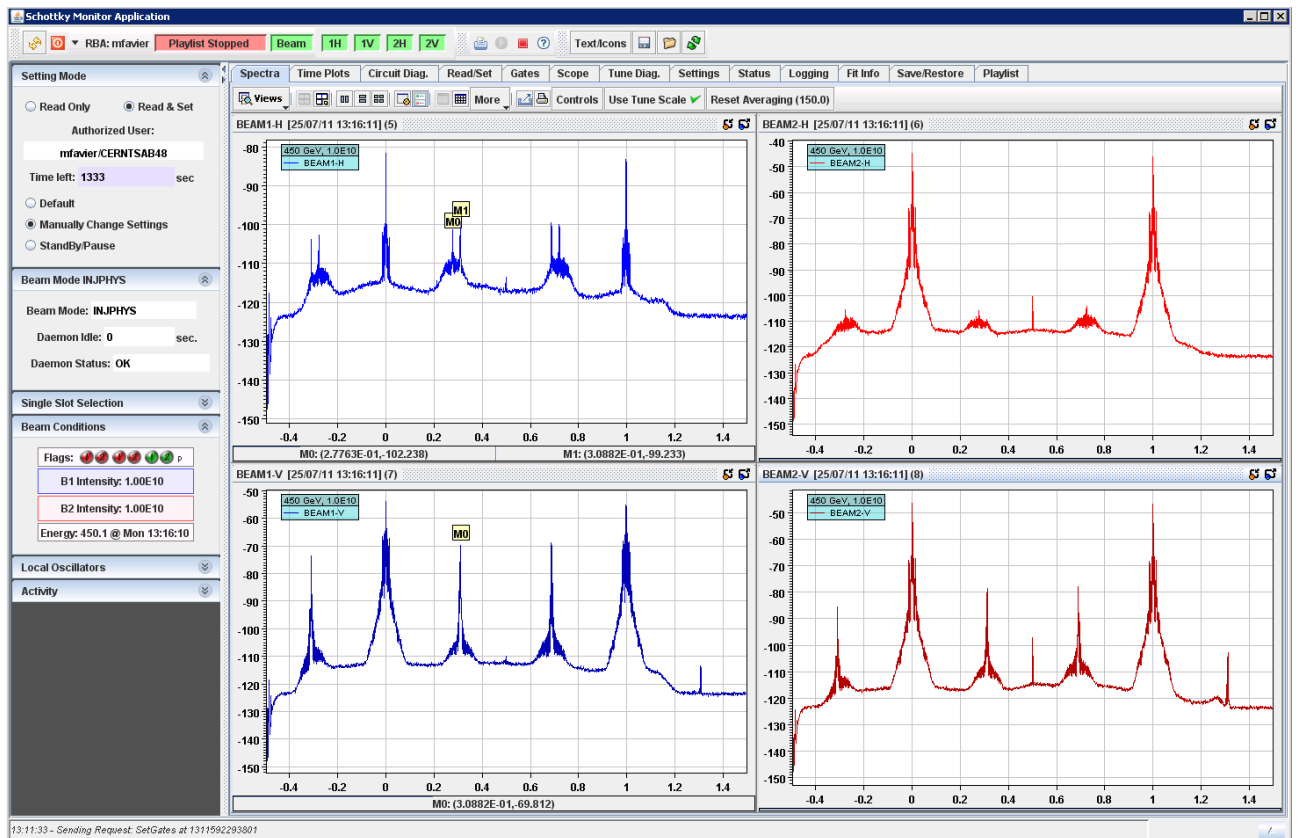 Schottky Monitor Application
RBA: mfavier Playlist Stopped Beam 1H 1V 2H 2V Text/Icons
Setting Mode
Read Only Read & Set
Authorized User:
mfavier/CERNTSAB48
Time left: 1333 sec
Default
Manually Change Settings
StandBy/Pause
Beam Mode INJPHYS
Beam Mode: INJPHYS
Daemon Idle: 0 sec.
Daemon Status: OK
Single Slot Selection
Beam Conditions
Flags: P
B1 Intensity: 1.00E10
B2 Intensity: 1.00E10
Energy: 450.1 @ Mon 13:16:10
Local Oscillators
Activity
Spectra Time Plots Circuit Diag. Read/Set Gates Scope Tune Diag. Settings Status Logging Fit Info Save/Restore Playlist
Views More Controls Use Tune Scale Reset Averaging (150.0)
BEAM1-H [25/07/11 13:16:11] (5)
450 GeV, 1.0E10
BEAM1-H
M1
M0
-80
-90
-100
-110
-120
-130
-140
-150
-0.4 -0.2 0 0.2 0.4 0.6 0.8 1 1.2 1.4
M0: (2.7763E-01,-102.238) M1: (3.0882E-01,-99.233)
BEAM2-H [25/07/11 13:16:11] (6)
450 GeV, 1.0E10
BEAM2-H
-40
-50
-60
-70
-80
-90
-100
-110
-120
-130
-140
-150
-0.4 -0.2 0 0.2 0.4 0.6 0.8 1 1.2 1.4
BEAM1-V [25/07/11 13:16:11] (7)
450 GeV, 1.0E10
BEAM1-V
M0
-50
-60
-70
-80
-90
-100
-110
-120
-130
-140
-150
-0.4 -0.2 0 0.2 0.4 0.6 0.8 1 1.2 1.4
M0: (3.0882E-01,-69.812)
BEAM2-V [25/07/11 13:16:11] (8)
450 GeV, 1.0E10
BEAM2-V
-50
-60
-70
-80
-90
-100
-110
-120
-130
-140
-150
-0.4 -0.2 0 0.2 0.4 0.6 0.8 1 1.2 1.4
13:11:33 - Sending Request: SetGates at 1311592293801